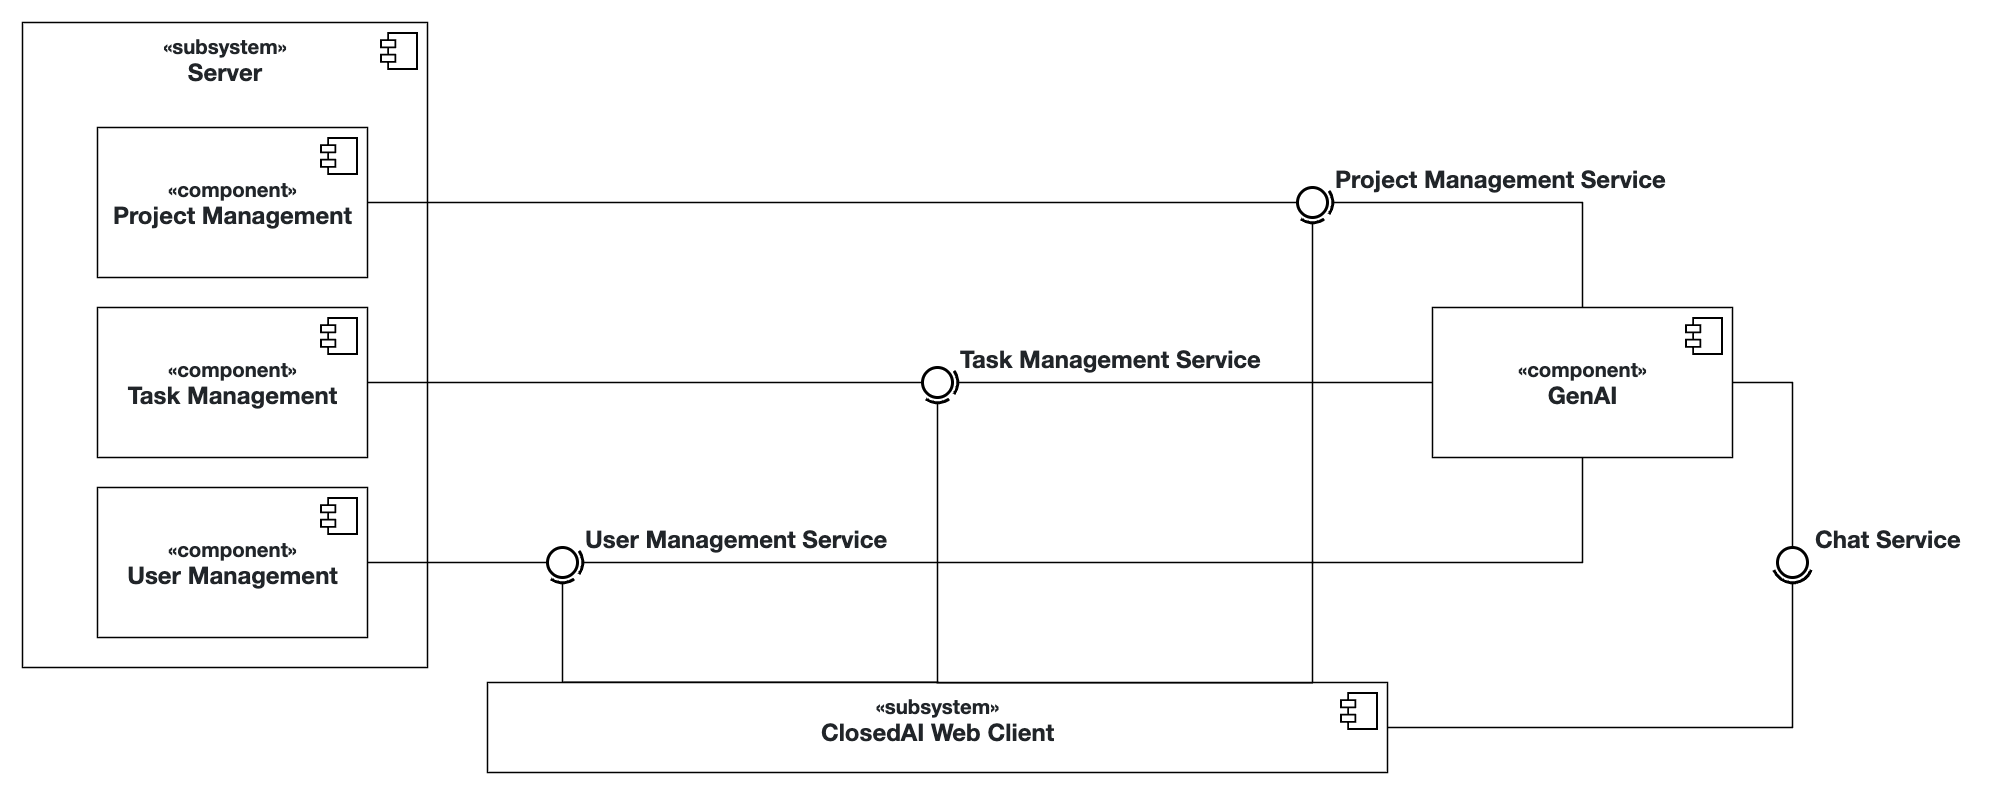 «subsystem»
Server
«component»
Project Management
Project Management Service
«component»
Task Management
Task Management Service
«component»
GenAI
«component»
User Management
User Management Service
Chat Service
«subsystem»
ClosedAI Web Client